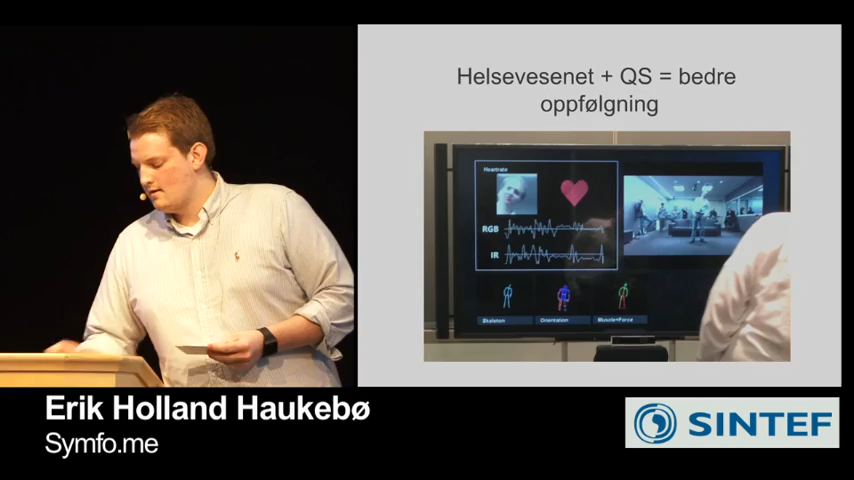 Helsevesenet + QS = bedre
oppfølgning
Heartrate
RGB
IR
Skeleton
Orientation
Muscle+Force
Erik Holland Haukebø
Symfo.me
SINTEF